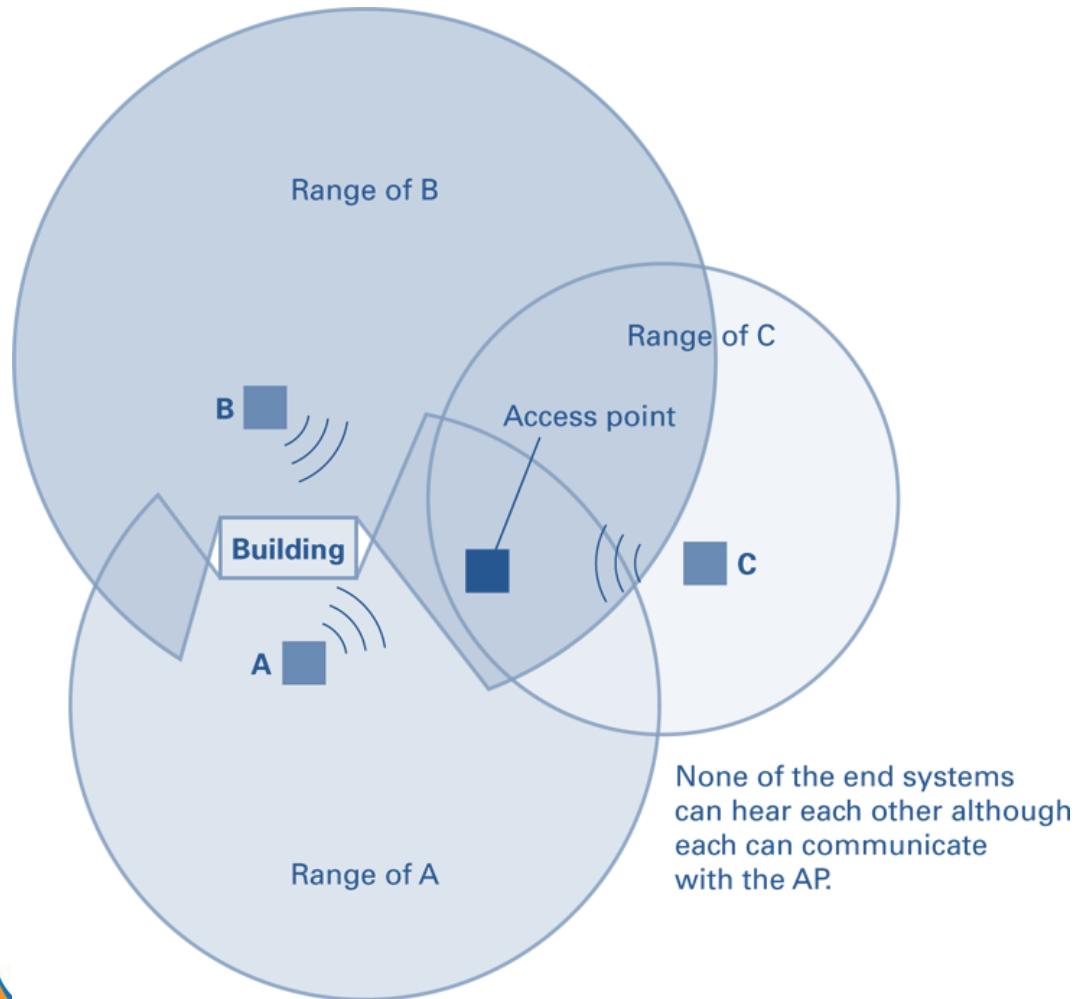 Range of B
Range of C
B
Access point
Building
C
A
None of the end systems
can hear each other although
each can communicate
with the AP.
Range of A